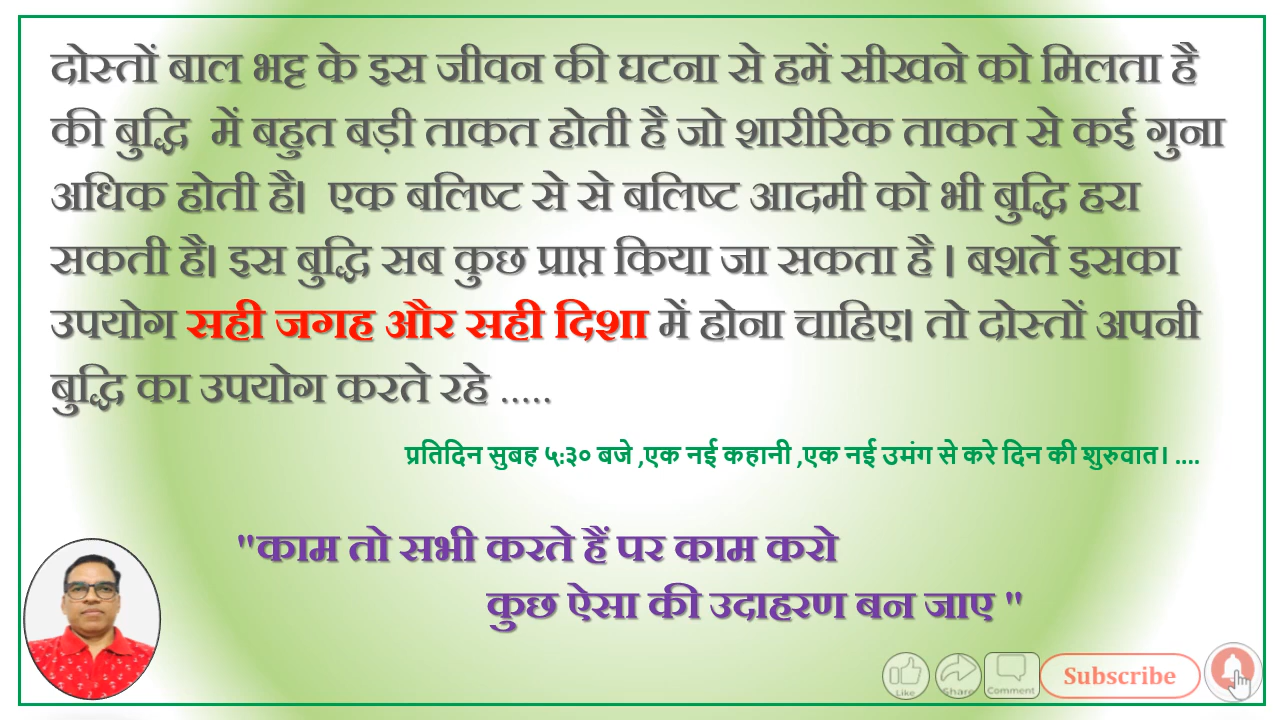 दोस्तों बाल भट्ट के इस जीवन की घटना से हमें सीखने को मिलता है
की बुद्धि में बहुत बड़ी ताकत होती है जो शारीरिक ताकत से कई गुना
अधिक होती है। एक बलिष्ट से से बलिष्ट आदमी को भी बुद्धि हरा
सकती है। इस बुद्धि सब कुछ प्राप्त किया जा सकता है । बशर्ते इसका
उपयोग सही जगह और सही दिशा में होना चाहिए। तो दोस्तों अपनी
बुद्धि का उपयोग करते रहे .....
प्रतिदिन सुबह ५:३० बजे ,एक नई कहानी ,एक नई उमंग से करे दिन की शुरुवात। ....
"काम तो सभी करते हैं पर काम करो
कुछ ऐसा की उदाहरण बन जाए "
Like Share Comment Subscribe